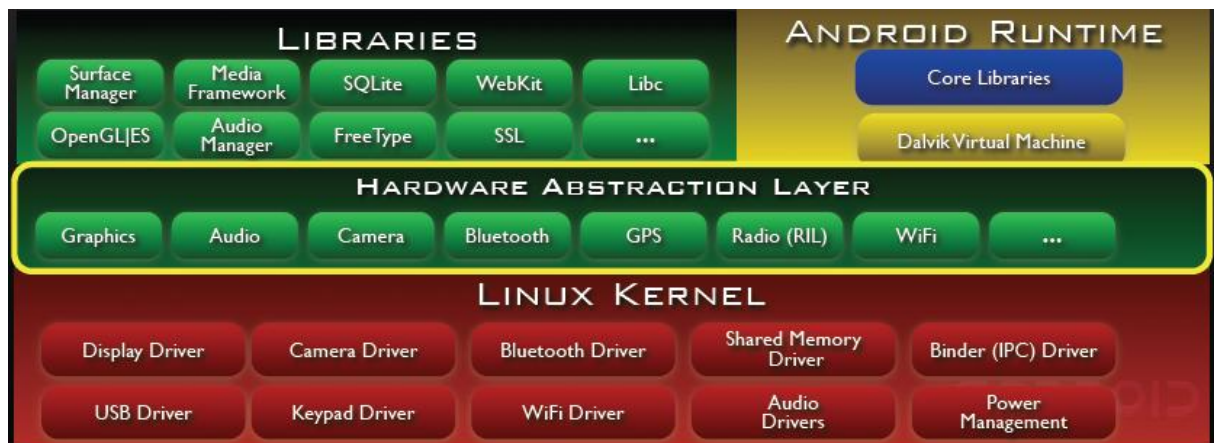 LIBRARIES
ANDROID RUNTIME
Surface Manager
Media Framework
SQLite
WebKit
Libc
Core Libraries
OpenGL|ES
Audio Manager
FreeType
SSL
...
Dalvik Virtual Machine
HARDWARE ABSTRACTION LAYER
Graphics
Audio
Camera
Bluetooth
GPS
Radio (RIL)
WiFi
...
LINUX KERNEL
Display Driver
Camera Driver
Bluetooth Driver
Shared Memory Driver
Binder (IPC) Driver
USB Driver
Keypad Driver
WiFi Driver
Audio Drivers
Power Management